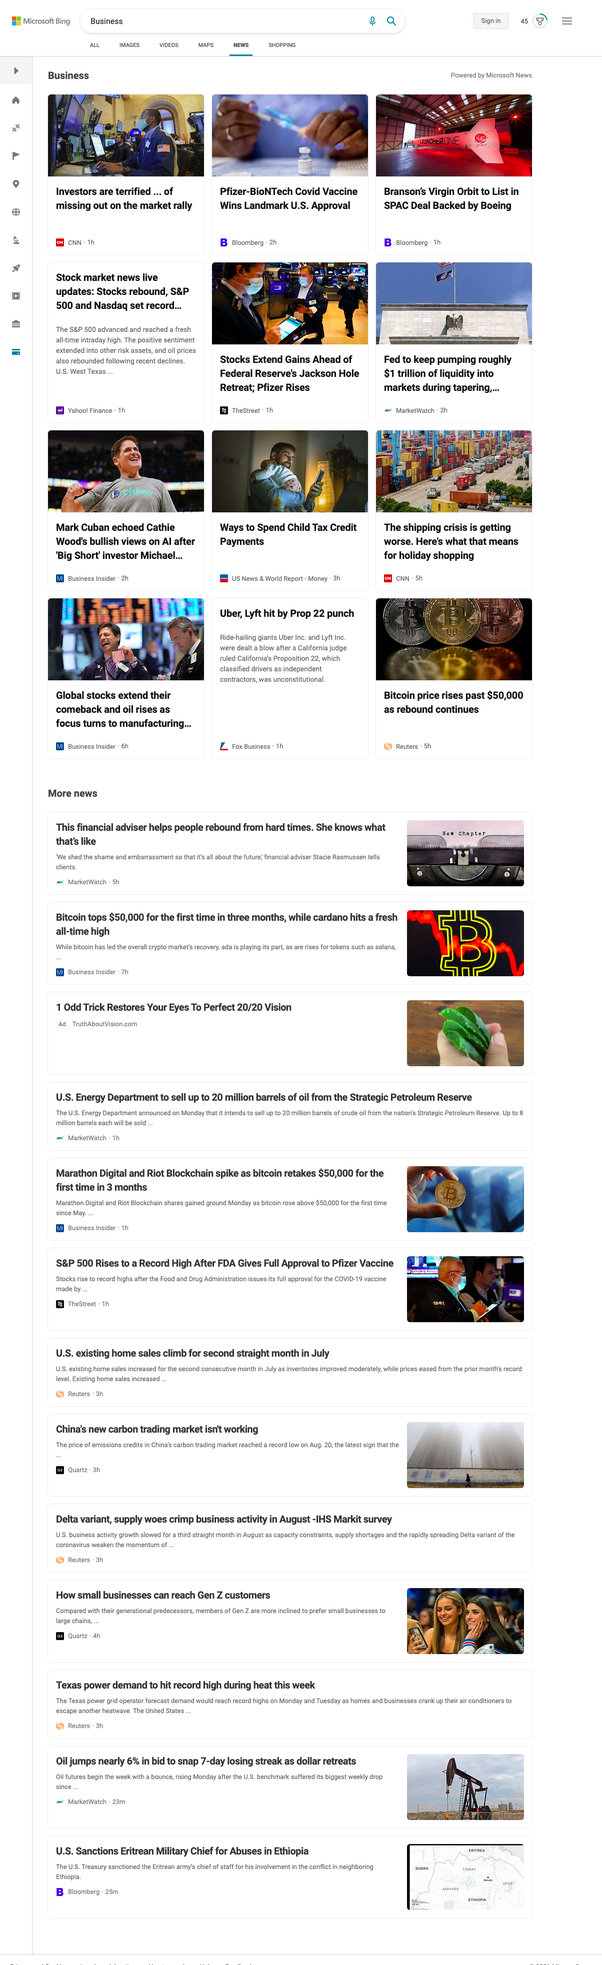 Microsoft Bing
Business
Sign in
45
ALL
IMAGES
VIDEOS
MAPS
NEWS
SHOPPING
Business
Powered by Microsoft News
Investors are terrified ... of
missing out on the market rally
CNN · 1h
Pfizer-BioNTech Covid Vaccine
Wins Landmark U.S. Approval
Bloomberg · 2h
Branson's Virgin Orbit to List in
SPAC Deal Backed by Boeing
Bloomberg · 1h
Stock market news live
updates: Stocks rebound, S&P
500 and Nasdaq set record...
The S&P 500 advanced and reached a fresh
all-time intraday high. The positive sentiment
extended into other risk assets, and oil prices
also rebounded following recent declines.
U.S. West Texas ...
Yahoo! Finance · 1h
Stocks Extend Gains Ahead of
Federal Reserve's Jackson Hole
Retreat; Pfizer Rises
TheStreet · 1h
Fed to keep pumping roughly
$1 trillion of liquidity into
markets during tapering,...
MarketWatch · 2h
Mark Cuban echoed Cathie
Wood's bullish views on AI after
'Big Short' investor Michael...
Business Insider · 2h
Ways to Spend Child Tax Credit
Payments
US News & World Report - Money · 3h
The shipping crisis is getting
worse. Here's what that means
for holiday shopping
CNN · 5h
Global stocks extend their
comeback and oil rises as
focus turns to manufacturing...
Business Insider · 6h
Uber, Lyft hit by Prop 22 punch
Ride-hailing giants Uber Inc. and Lyft Inc.
were dealt a blow after a California judge
ruled California's Proposition 22, which
classified drivers as independent
contractors, was unconstitutional.
Fox Business · 1h
Bitcoin price rises past $50,000
as rebound continues
Reuters · 5h
More news
This financial adviser helps people rebound from hard times. She knows what
that's like
'We shed the shame and embarrassment so that it's all about the future,' financial adviser Stacie Rasmussen tells
clients.
MarketWatch · 5h
New Chapter
Bitcoin tops $50,000 for the first time in three months, while cardano hits a fresh
all-time high
While bitcoin has led the overall crypto market's recovery, ada is playing its part, as are rises for tokens such as solana,
...
Business Insider · 7h
1 Odd Trick Restores Your Eyes To Perfect 20/20 Vision
Ad TruthAboutVision.com
U.S. Energy Department to sell up to 20 million barrels of oil from the Strategic Petroleum Reserve
The U.S. Energy Department announced on Monday that it intends to sell up to 20 million barrels of crude oil from the nation's Strategic Petroleum Reserve. Up to 8
million barrels each will be sold ...
MarketWatch · 1h
Marathon Digital and Riot Blockchain spike as bitcoin retakes $50,000 for the
first time in 3 months
Marathon Digital and Riot Blockchain shares gained ground Monday as bitcoin rose above $50,000 for the first time
since May. ...
Business Insider · 1h
S&P 500 Rises to a Record High After FDA Gives Full Approval to Pfizer Vaccine
Stocks rise to record highs after the Food and Drug Administration issues its full approval for the COVID-19 vaccine
made by ...
TheStreet · 1h
U.S. existing home sales climb for second straight month in July
U.S. existing home sales increased for the second consecutive month in July as inventories improved moderately, while prices eased from the prior month's record
level. Existing home sales increased ...
Reuters · 3h
China's new carbon trading market isn't working
The price of emissions credits in China's carbon trading market reached a record low on Aug. 20, the latest sign that the
...
Quartz · 3h
Delta variant, supply woes crimp business activity in August -IHS Markit survey
U.S. business activity growth slowed for a third straight month in August as capacity constraints, supply shortages and the rapidly spreading Delta variant of the
coronavirus weaken the momentum of ...
Reuters · 3h
How small businesses can reach Gen Z customers
Compared with their generational predecessors, members of Gen Z are more inclined to prefer small businesses to
large chains, ...
Quartz · 4h
Texas power demand to hit record high during heat this week
The Texas power grid operator forecast demand would reach record highs on Monday and Tuesday as homes and businesses crank up their air conditioners to
escape another heatwave. The United States ...
Reuters · 3h
Oil jumps nearly 6% in bid to snap 7-day losing streak as dollar retreats
Oil futures begin the week with a bounce, rising Monday after the U.S. benchmark suffered its biggest weekly drop
since ...
MarketWatch · 23m
U.S. Sanctions Eritrean Military Chief for Abuses in Ethiopia
The U.S. Treasury sanctioned the Eritrean army's chief of staff for his involvement in the conflict in neighboring
Ethiopia.
Bloomberg · 25m
ERITREA
SUDAN
TIGRAY
AMHARA
AFAR
ETHIOPIA